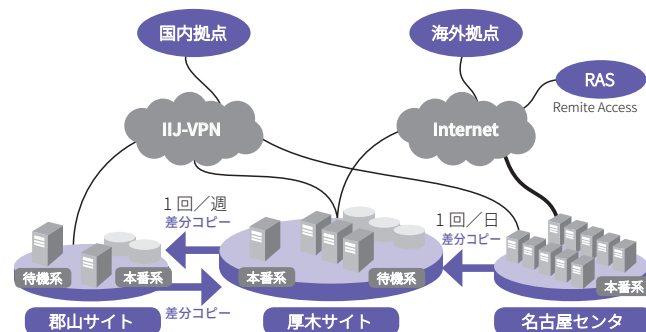 国内拠点
海外拠点
RAS
Remite Access
IIJ-VPN
Internet
1回／週
差分コピー
1回／日
差分コピー
待機系
本番系
本番系
待機系
本番系
差分コピー
郡山サイト
厚木サイト
名古屋センタ